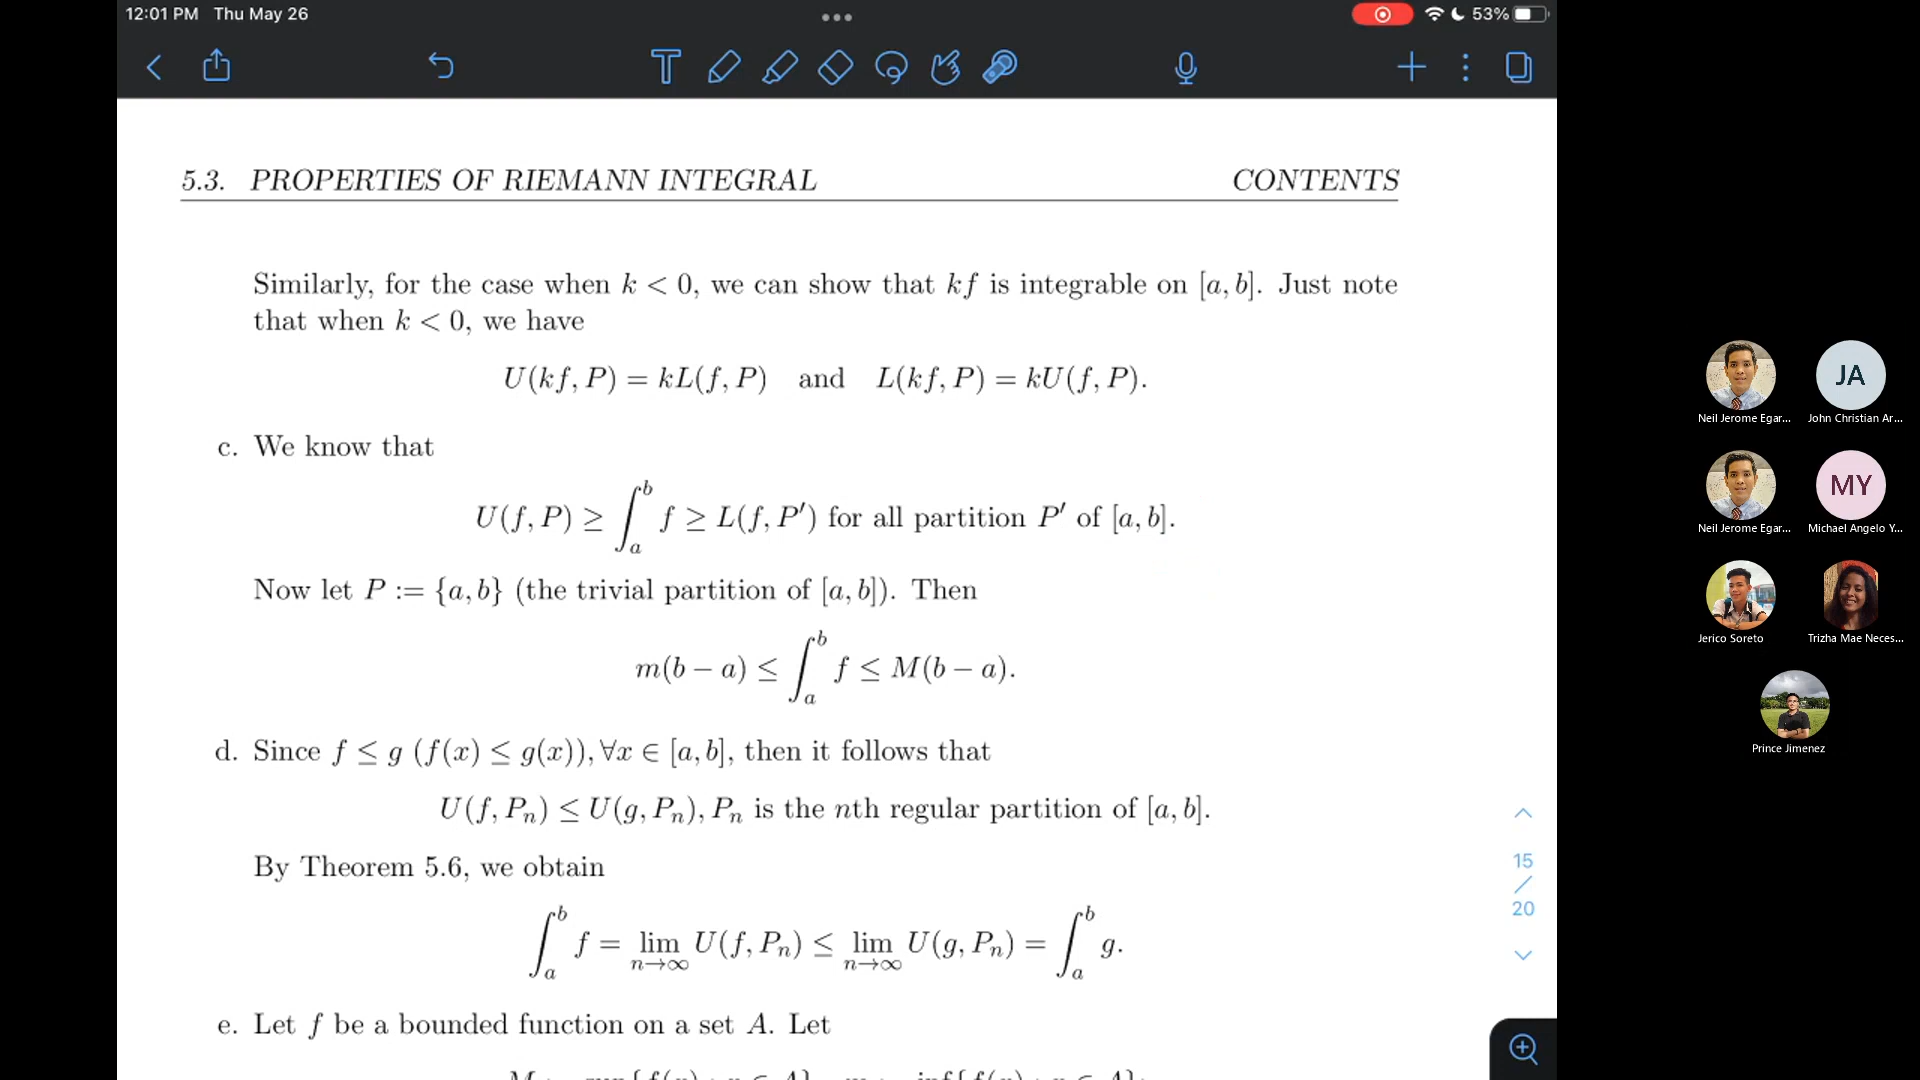 12:01 PM Thu May 26
53%
5.3. PROPERTIES OF RIEMANN INTEGRAL CONTENTS
Similarly, for the case when k < 0, we can show that kf is integrable on [a, b]. Just note
that when k < 0, we have
U(kf, P) = kL(f, P) and L(kf, P) = kU(f, P).
c. We know that
U(f, P) ≥ ∫_a^b f ≥ L(f, P′) for all partition P′ of [a, b].
Now let P := {a, b} (the trivial partition of [a, b]). Then
m(b − a) ≤ ∫_a^b f ≤ M(b − a).
d. Since f ≤ g (f(x) ≤ g(x)), ∀x ∈ [a, b], then it follows that
U(f, P_n) ≤ U(g, P_n), P_n is the nth regular partition of [a, b].
By Theorem 5.6, we obtain
∫_a^b f = lim_{n→∞} U(f, P_n) ≤ lim_{n→∞} U(g, P_n) = ∫_a^b g.
e. Let f be a bounded function on a set A. Let
15
/
20
JA
Neil Jerome Egar... John Christian Ar...
MY
Neil Jerome Egar... Michael Angelo Y...
Jerico Soreto Trizha Mae Neces...
Prince Jimenez